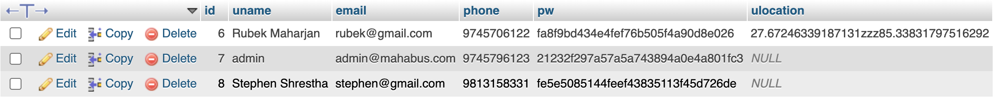 id uname email phone pw ulocation
Edit Copy Delete 6 Rubek Maharjan rubek@gmail.com 9745706122 fa8f9bd434e4fef76b505f4a90d8e026 27.67246339187131zzz85.33831797516292
Edit Copy Delete 7 admin admin@mahabus.com 9745796123 21232f297a57a5a743894a0e4a801fc3 NULL
Edit Copy Delete 8 Stephen Shrestha stephen@gmail.com 9813158331 fe5e5085144feef43835113f45d726de NULL